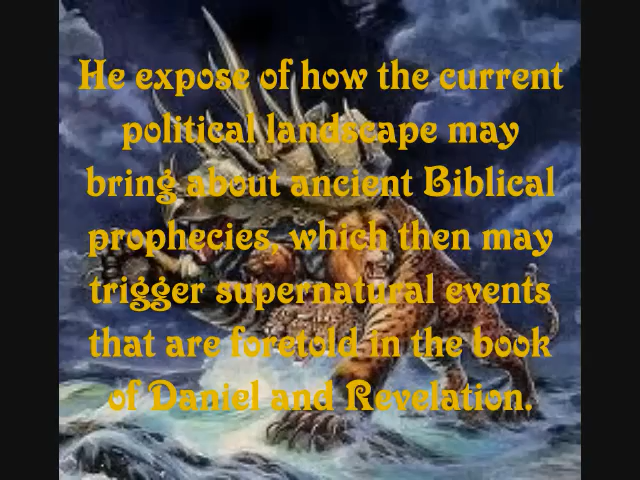 He expose of how the current
political landscape may
bring about ancient Biblical
prophecies, which then may
trigger supernatural events
that are foretold in the book
of Daniel and Revelation.